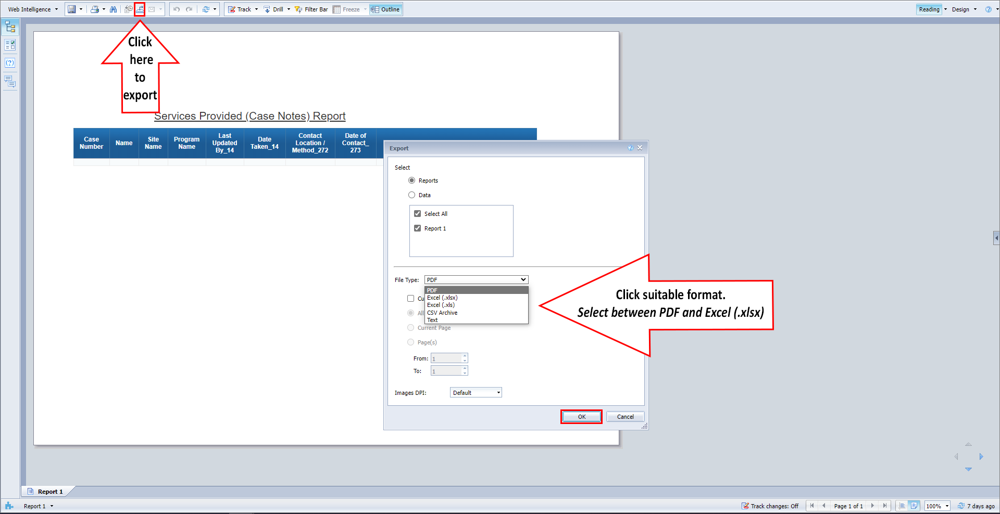 Web Intelligence
Track
Drill
Filter Bar
Freeze
Outline
Reading
Design
Click
here
to
export
Services Provided (Case Notes) Report
Case
Number
Name
Site
Name
Program
Name
Last
Updated
By_14
Date
Taken_14
Contact
Location /
Method_272
Date of
Contact_
273
Export
Select
Reports
Data
Select All
Report 1
File Type:
PDF
PDF
Excel (.xlsx)
Excel (.xls)
CSV Archive
Text
Cu
All
Current Page
Page(s)
From:
1
To:
1
Images DPI:
Default
OK
Cancel
Click suitable format.
Select between PDF and Excel (.xlsx)
Report 1
Report 1
Track changes: Off
Page 1 of 1
100%
7 days ago